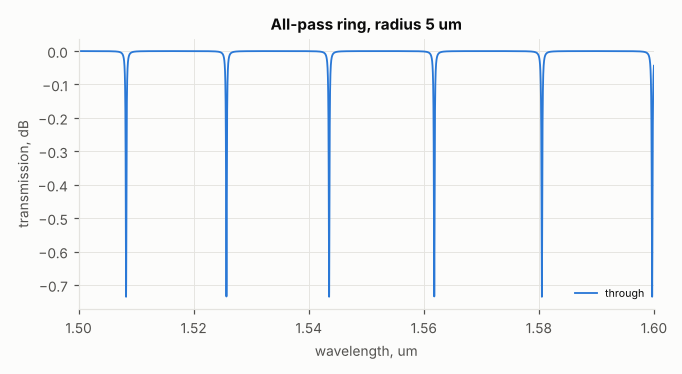 All-pass ring, radius 5 um
transmission, dB
0.0
−0.1
−0.2
−0.3
−0.4
−0.5
−0.6
−0.7
through
1.50 1.52 1.54 1.56 1.58 1.60
wavelength, um